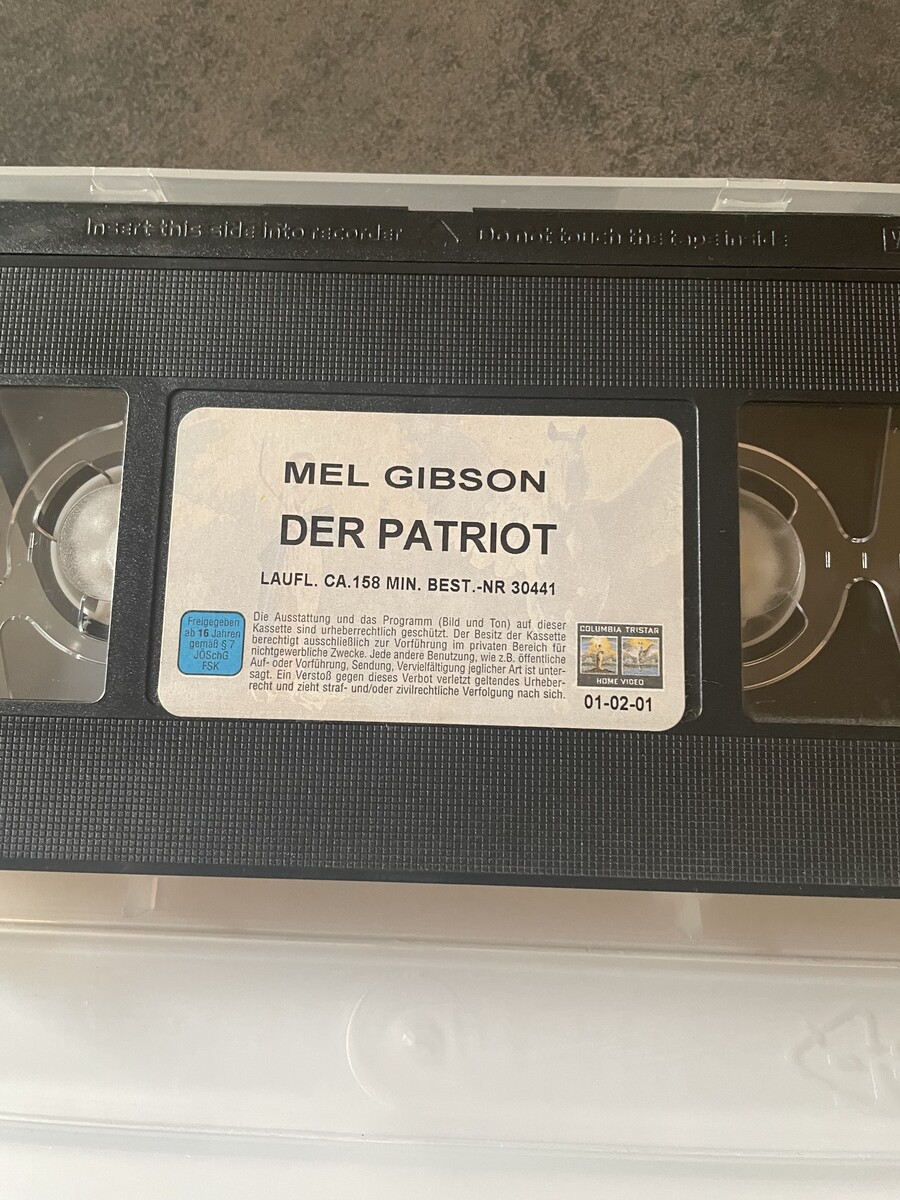 Insert this side into recorder Do not touch the tape inside
MEL GIBSON
DER PATRIOT
LAUFL. CA.158 MIN. BEST.-NR 30441
Freigegeben
ab 16 Jahren
gemäß § 7
JÖSchG
FSK
Die Ausstattung und das Programm (Bild und Ton) auf dieser
Kassette sind urheberrechtlich geschützt. Der Besitz der Kassette
berechtigt ausschließlich zur Vorführung im privaten Bereich für
nichtgewerbliche Zwecke. Jede andere Benutzung, wie z.B. öffentliche
Auf- oder Vorführung, Sendung, Vervielfältigung jeglicher Art ist unter-
sagt. Ein Verstoß gegen dieses Verbot verletzt geltendes Urheber-
recht und zieht straf- und/oder zivilrechtliche Verfolgung nach sich.
COLUMBIA TRISTAR
HOME VIDEO
01-02-01